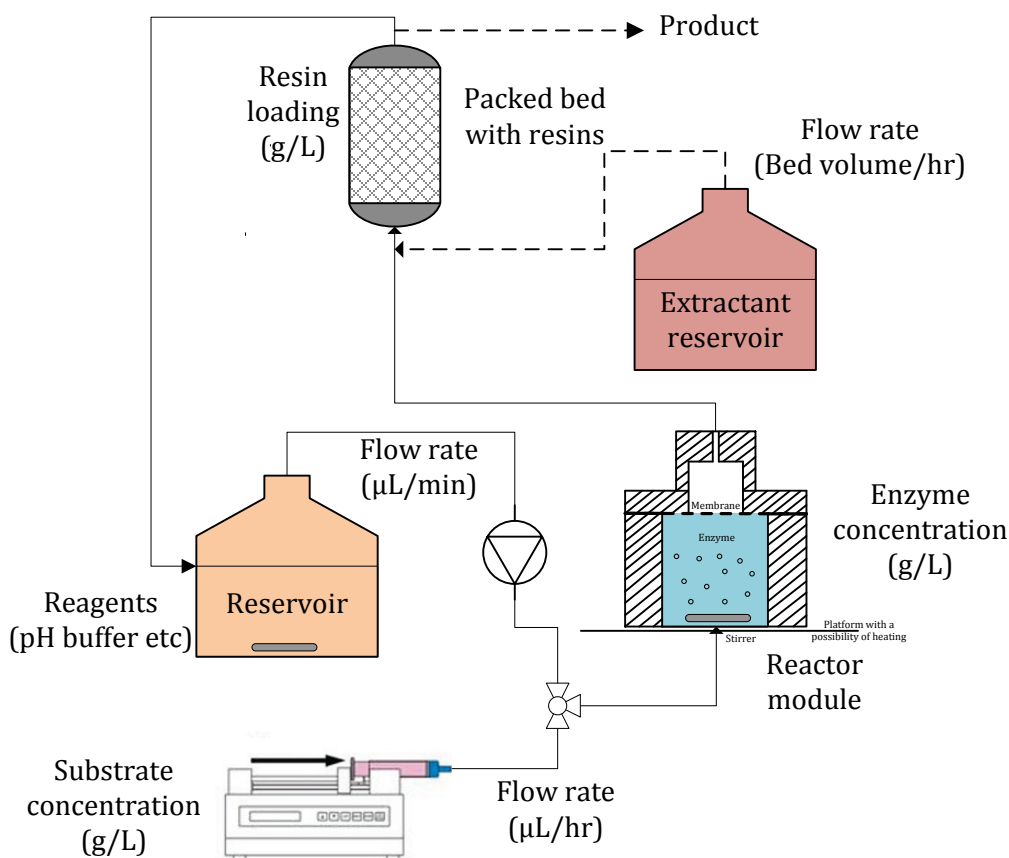 Product
Resin
loading
(g/L)
Packed bed
with resins
Flow rate
(Bed volume/hr)
Extractant
reservoir
Flow rate
(µL/min)
Membrane
Enzyme
Enzyme
concentration
(g/L)
Reservoir
Reagents
(pH buffer etc)
Stirrer
Platform with a
possibility of heating
Reactor
module
Substrate
concentration
(g/L)
Flow rate
(µL/hr)